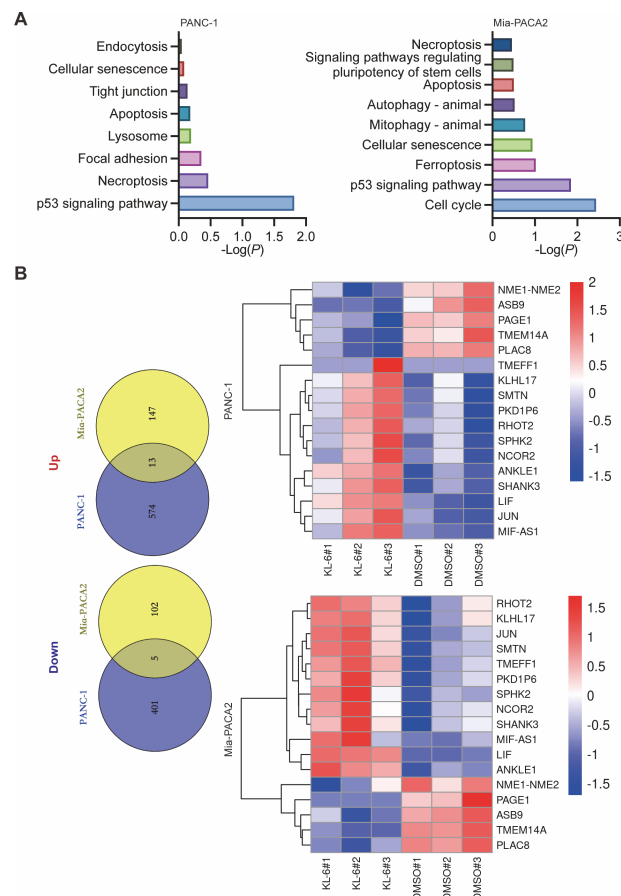 A
PANC-1
Endocytosis
Cellular senescence
Tight junction
Apoptosis
Lysosome
Focal adhesion
Necroptosis
p53 signaling pathway
0.0 0.5 1.0 1.5 2.0
-Log(P)
Mia-PACA2
Necroptosis
Signaling pathways regulating
pluripotency of stem cells
Apoptosis
Autophagy - animal
Mitophagy - animal
Cellular senescence
Ferroptosis
p53 signaling pathway
Cell cycle
0 1 2 3
-Log(P)
B
Up
Mia-PACA2
PANC-1
147
13
574
Down
Mia-PACA2
PANC-1
102
5
401
PANC-1
NME1-NME2
ASB9
PAGE1
TMEM14A
PLAC8
TMEFF1
KLHL17
SMTN
PKD1P6
RHOT2
SPHK2
NCOR2
ANKLE1
SHANK3
LIF
JUN
MIF-AS1
KL-6#1
KL-6#2
KL-6#3
DMSO#1
DMSO#2
DMSO#3
2
1.5
1
0.5
0
-0.5
-1
-1.5
Mia-PACA2
RHOT2
KLHL17
JUN
SMTN
TMEFF1
PKD1P6
SPHK2
NCOR2
SHANK3
MIF-AS1
LIF
ANKLE1
NME1-NME2
PAGE1
ASB9
TMEM14A
PLAC8
KL-6#1
KL-6#2
KL-6#3
DMSO#1
DMSO#2
DMSO#3
1.5
1
0.5
0
-0.5
-1
-1.5